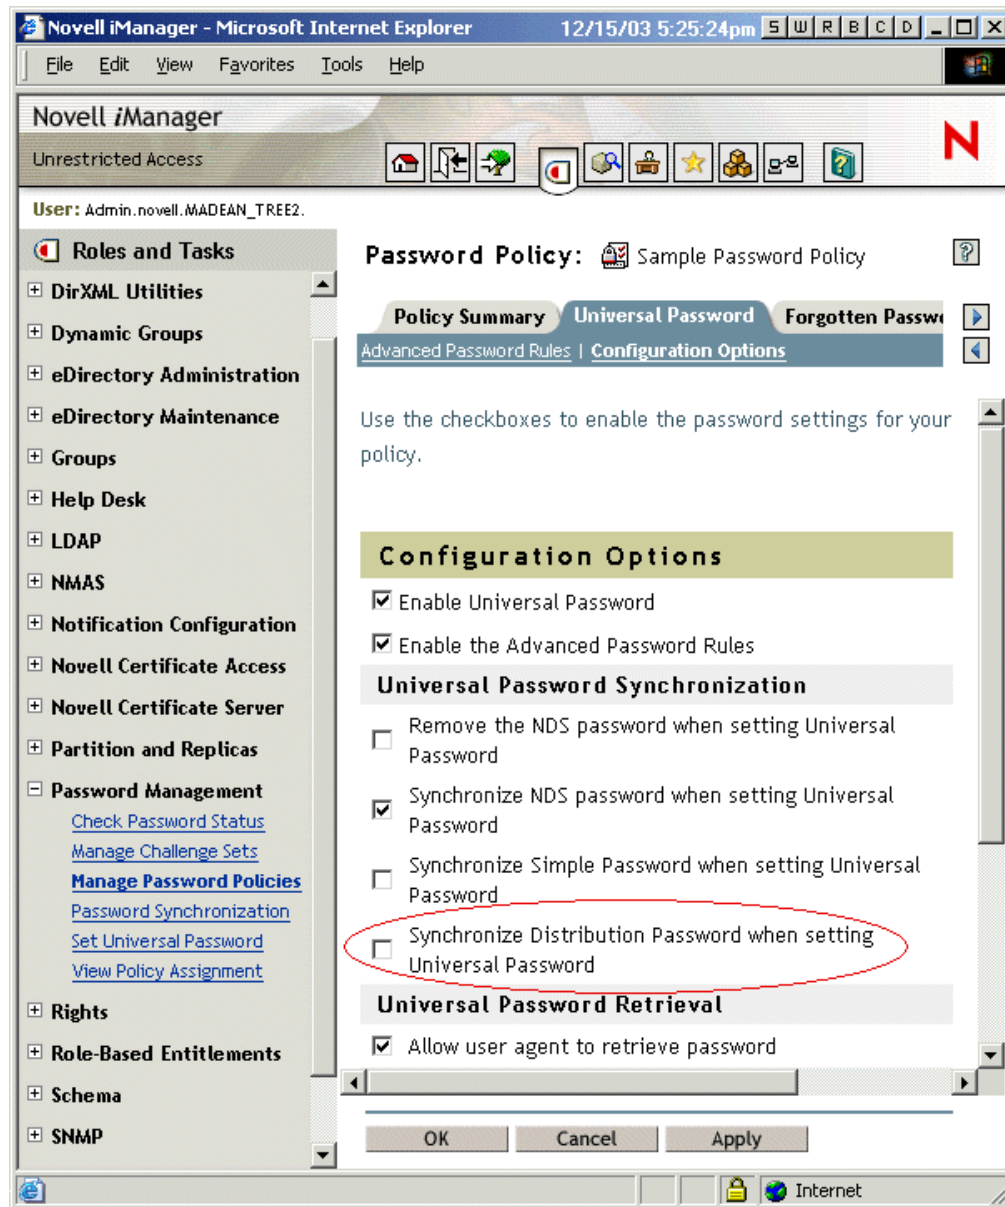 Novell iManager - Microsoft Internet Explorer 12/15/03 5:25:24pm S W R B C D
File Edit View Favorites Tools Help
Novell iManager
Unrestricted Access
N
User: Admin.novell.MADEAN_TREE2.
Roles and Tasks
DirXML Utilities
Dynamic Groups
eDirectory Administration
eDirectory Maintenance
Groups
Help Desk
LDAP
NMAS
Notification Configuration
Novell Certificate Access
Novell Certificate Server
Partition and Replicas
Password Management
Check Password Status
Manage Challenge Sets
Manage Password Policies
Password Synchronization
Set Universal Password
View Policy Assignment
Rights
Role-Based Entitlements
Schema
SNMP
Password Policy: Sample Password Policy
?
Policy Summary Universal Password Forgotten Passw
Advanced Password Rules | Configuration Options
Use the checkboxes to enable the password settings for your
policy.
Configuration Options
Enable Universal Password
Enable the Advanced Password Rules
Universal Password Synchronization
Remove the NDS password when setting Universal
Password
Synchronize NDS password when setting Universal
Password
Synchronize Simple Password when setting Universal
Password
Synchronize Distribution Password when setting
Universal Password
Universal Password Retrieval
Allow user agent to retrieve password
OK Cancel Apply
Internet